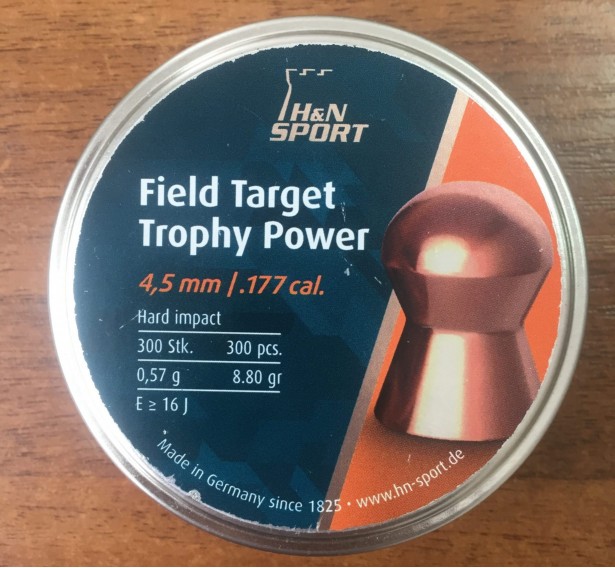 H&N
SPORT
Field Target
Trophy Power
4,5 mm / .177 cal.
Hard impact
300 Stk. 300 pcs.
0,57 g 8.80 gr
E ≥ 16 J
Made in Germany since 1825 • www.hn-sport.de